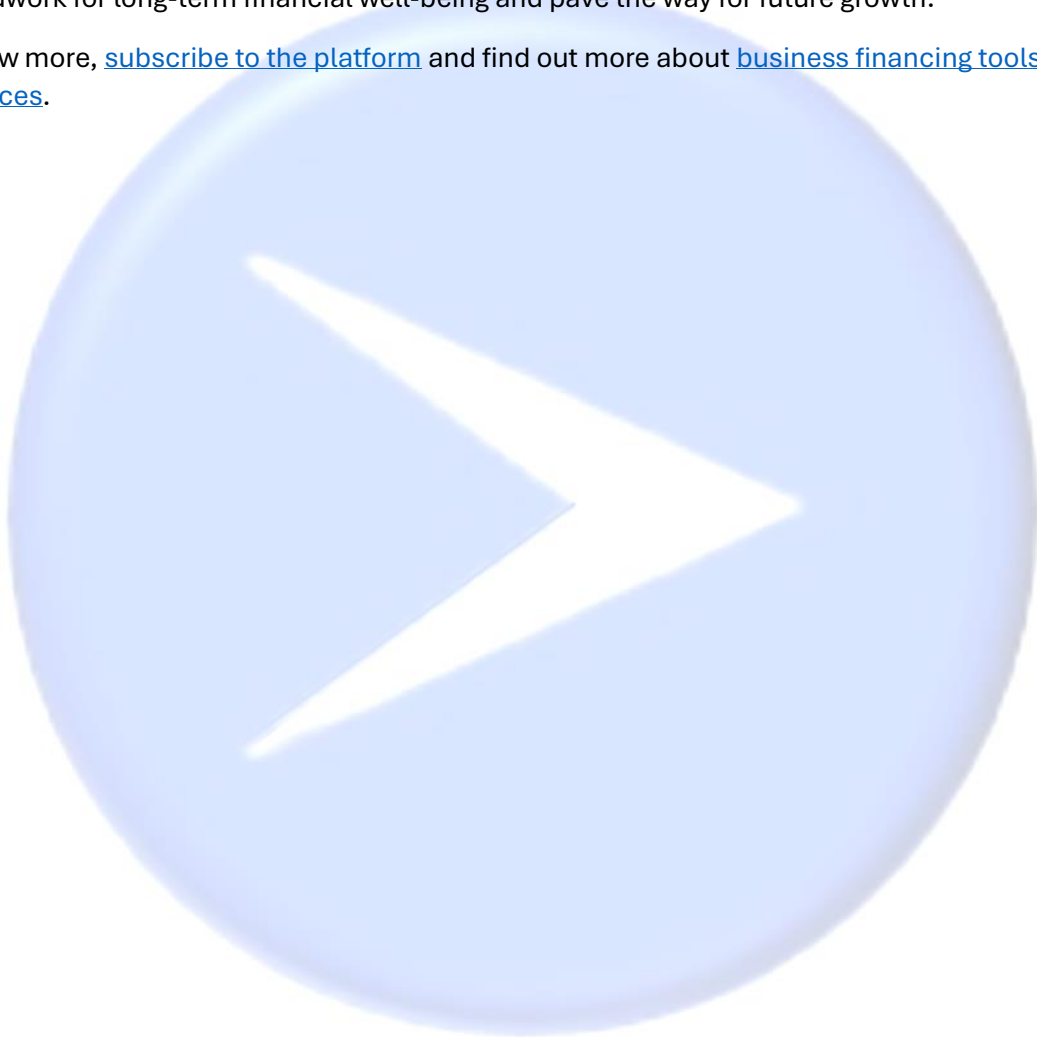 dwork for long-term financial well-being and pave the way for future growth.
w more, subscribe to the platform and find out more about business financing tools
ces.